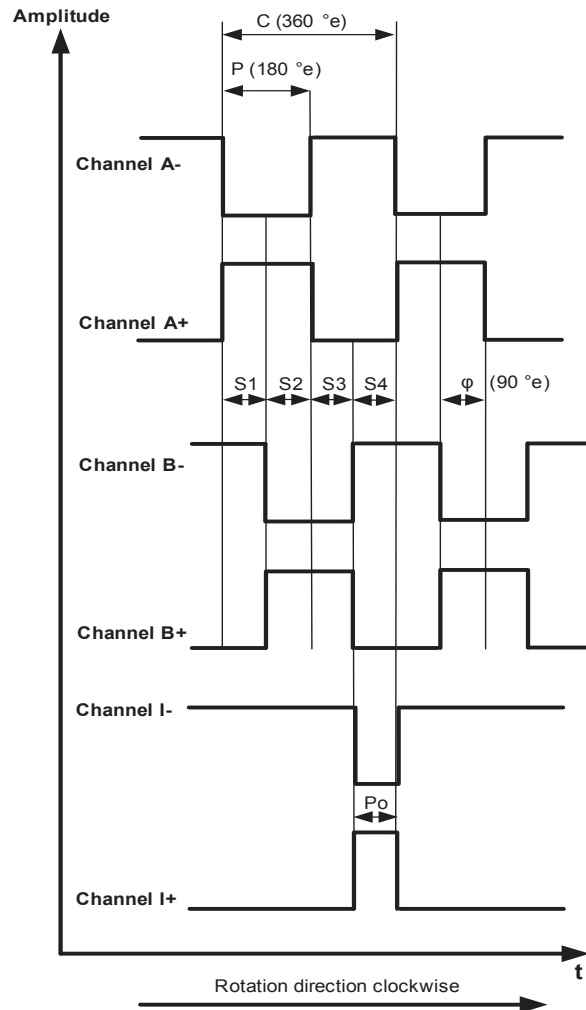 Amplitude
C (360 °e)
P (180 °e)
Channel A-
Channel A+
S1 S2 S3 S4 φ (90 °e)
Channel B-
Channel B+
Channel I-
Po
Channel I+
t
Rotation direction clockwise